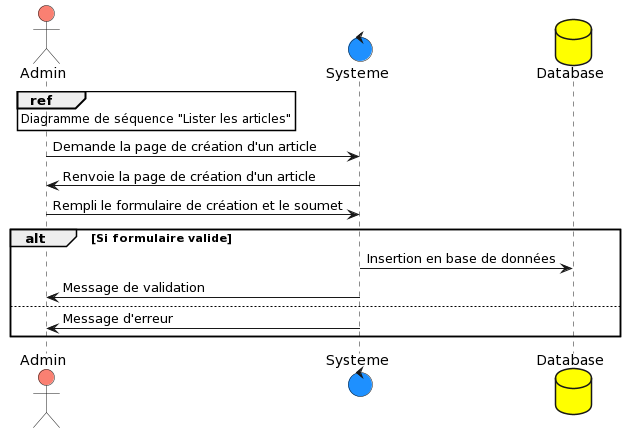 Admin
Systeme
Database
ref
Diagramme de séquence "Lister les articles"
Demande la page de création d'un article
Renvoie la page de création d'un article
Rempli le formulaire de création et le soumet
alt [Si formulaire valide]
Insertion en base de données
Message de validation
Message d'erreur
Admin
Systeme
Database